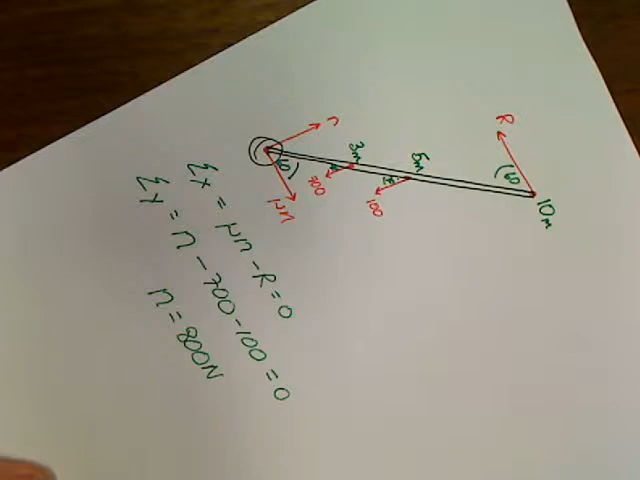 R
60
10m
5m
3m
n
100
700
60
μn
Σx = μn - R = 0
Σy = n - 700 - 100 = 0
n = 800N